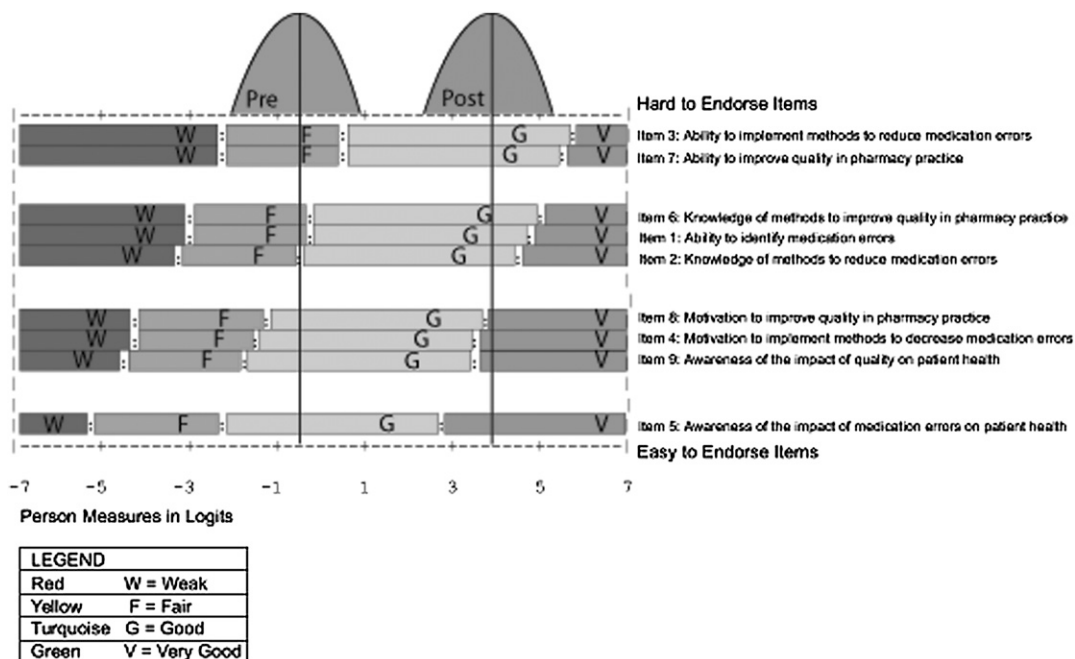 Pre
Post
Hard to Endorse Items
W F G V Item 3: Ability to implement methods to reduce medication errors
W F G V Item 7: Ability to improve quality in pharmacy practice
W F G V Item 6: Knowledge of methods to improve quality in pharmacy practice
W F G V Item 1: Ability to identify medication errors
W F G V Item 2: Knowledge of methods to reduce medication errors
W F G V Item 8: Motivation to improve quality in pharmacy practice
W F G V Item 4: Motivation to implement methods to decrease medication errors
W F G V Item 9: Awareness of the impact of quality on patient health
W F G V Item 5: Awareness of the impact of medication errors on patient health
Easy to Endorse Items
-7 -5 -3 -1 1 3 5 7
Person Measures in Logits
LEGEND
Red W = Weak
Yellow F = Fair
Turquoise G = Good
Green V = Very Good